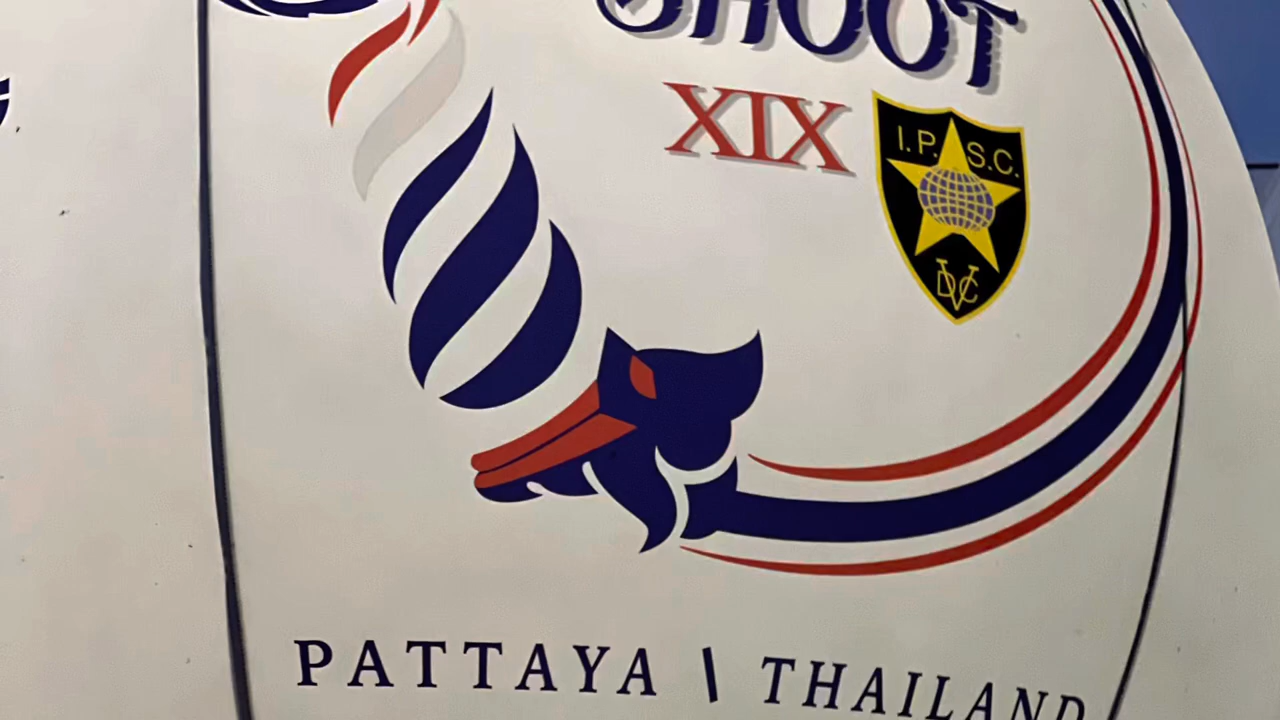 SHOOT
XIX
I.P.S.C.
DVC
PATTAYA | THAILAND